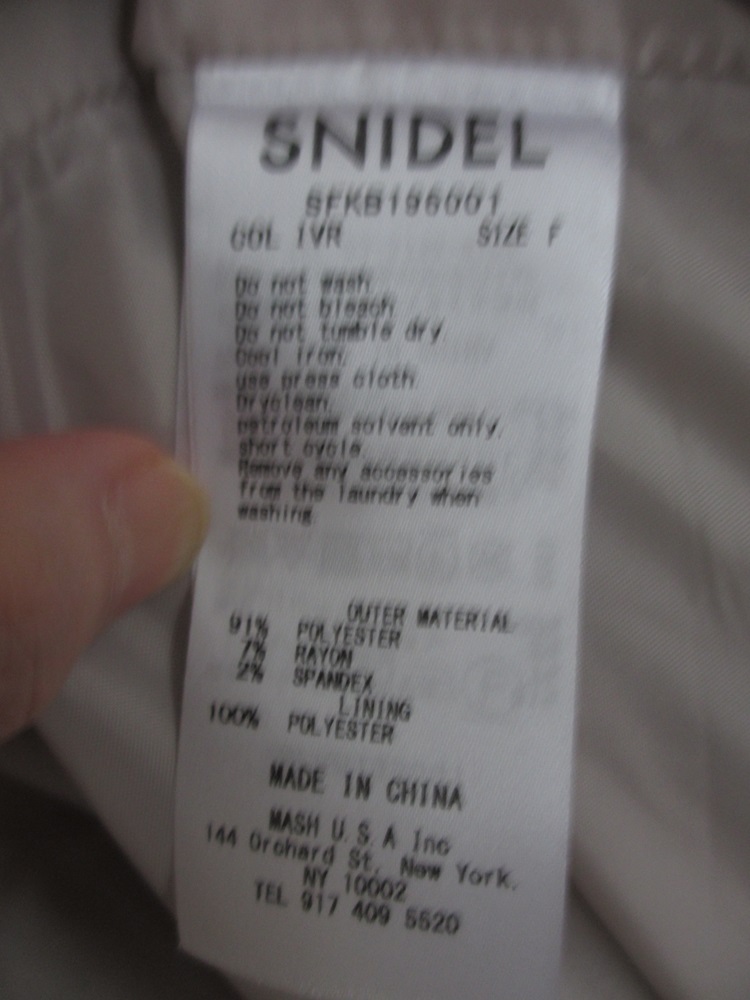 SNIDEL
SFKB196001
COL IVR SIZE F
Do not wash.
Do not bleach.
Do not tumble dry.
Cool iron.
use press cloth.
Dryclean.
petroleum solvent only.
short cycle.
Remove any accessories
from the laundry when
washing.
OUTER MATERIAL
91% POLYESTER
7% RAYON
2% SPANDEX
LINING
100% POLYESTER
MADE IN CHINA
MASH U.S.A Inc
144 Orchard St, New York.
NY 10002
TEL 917 409 5520